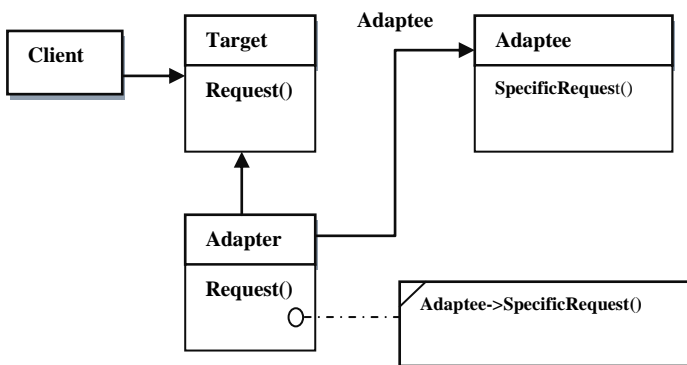 Client
Target
Request()
Adaptee
Adaptee
SpecificRequest()
Adapter
Request()
Adaptee->SpecificRequest()